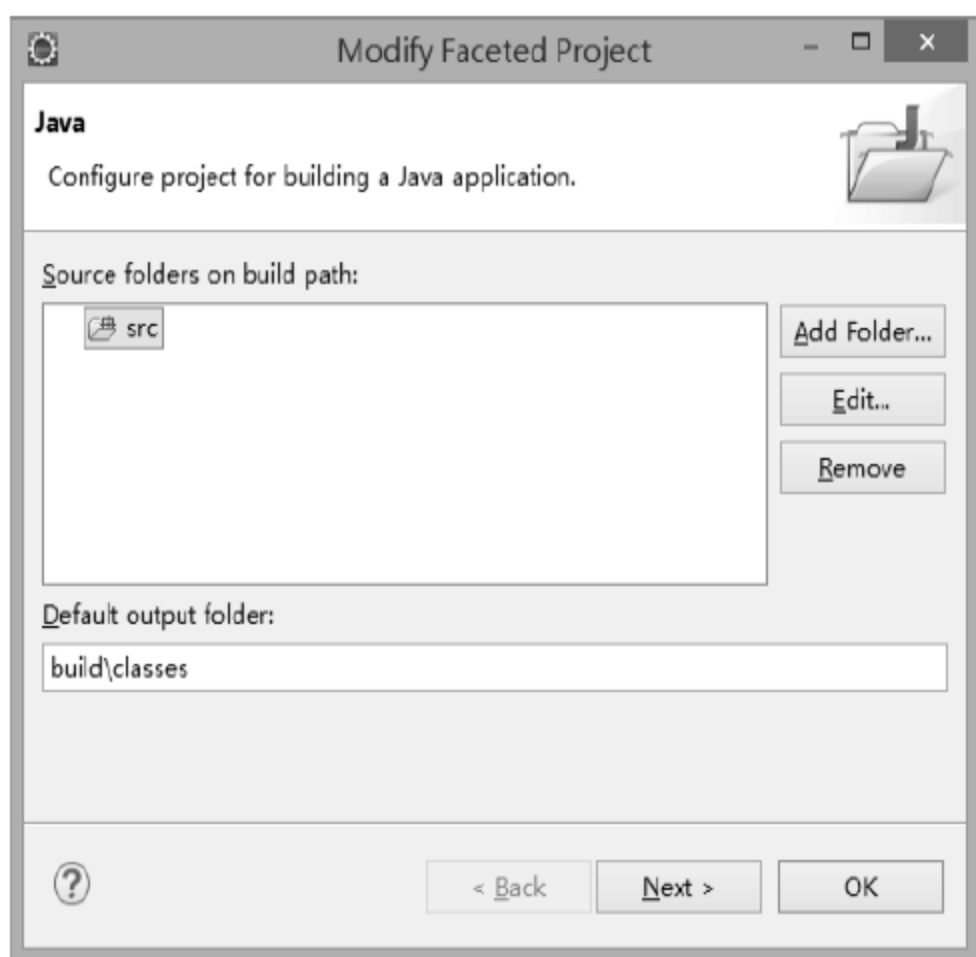 Modify Faceted Project
Java
Configure project for building a Java application.
Source folders on build path:
src
Add Folder...
Edit...
Remove
Default output folder:
build\classes
?
< Back
Next >
OK